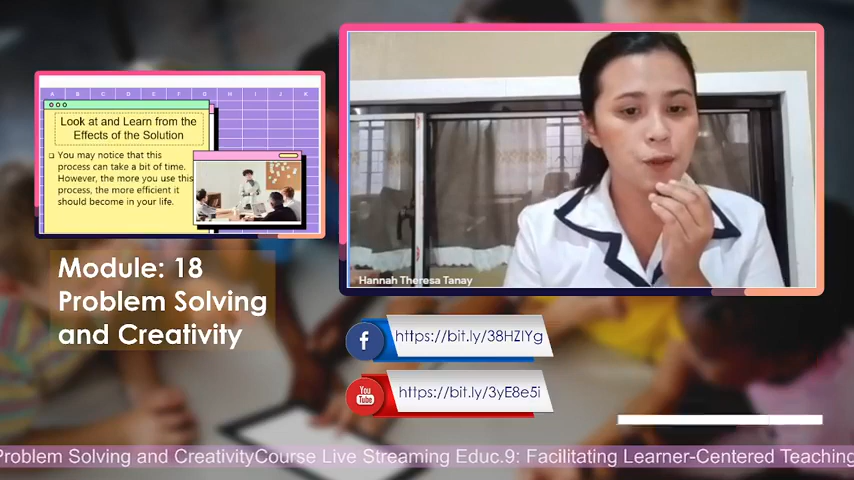 A B C D E F G H I J K
Look at and Learn from the
Effects of the Solution
You may notice that this
process can take a bit of time.
However, the more you use this
process, the more efficient it
should become in your life.
Module: 18
Problem Solving
and Creativity
Hannah Theresa Tanay
f https://bit.ly/38HZIYg
You
Tube
https://bit.ly/3yE8e5i
Problem Solving and CreativityCourse Live Streaming Educ.9: Facilitating Learner-Centered Teaching